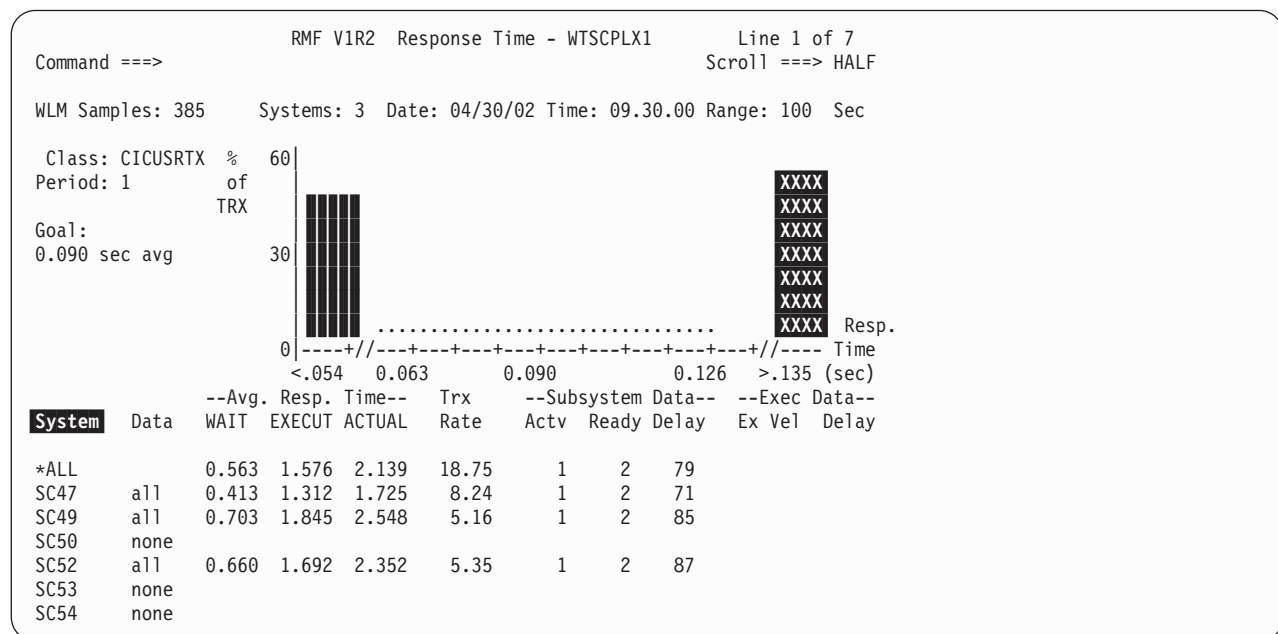 RMF V1R2 Response Time - WTSCPLX1 Line 1 of 7
Command ===> Scroll ===> HALF
WLM Samples: 385 Systems: 3 Date: 04/30/02 Time: 09.30.00 Range: 100 Sec
Class: CICUSRTX % 60|
Period: 1 of | XXXX
TRX | XXXX
Goal: | XXXX
0.090 sec avg 30| XXXX
| XXXX
| XXXX
| ................................ XXXX Resp.
0|----+//---+---+---+---+---+---+---+---+---+//---- Time
<.054 0.063 0.090 0.126 >.135 (sec)
--Avg. Resp. Time-- Trx --Subsystem Data-- --Exec Data--
System Data WAIT EXECUT ACTUAL Rate Actv Ready Delay Ex Vel Delay
*ALL 0.563 1.576 2.139 18.75 1 2 79
SC47 all 0.413 1.312 1.725 8.24 1 2 71
SC49 all 0.703 1.845 2.548 5.16 1 2 85
SC50 none
SC52 all 0.660 1.692 2.352 5.35 1 2 87
SC53 none
SC54 none